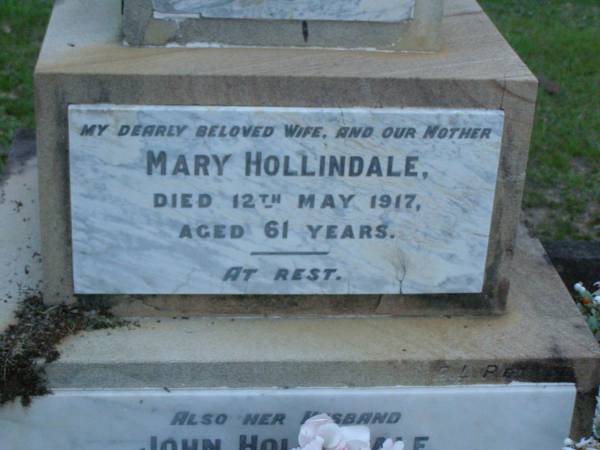 My dearly beloved Wife, and our Mother
Mary Hollindale,
Died 12th May 1917,
Aged 61 years.
At rest.
Also her Husband
John